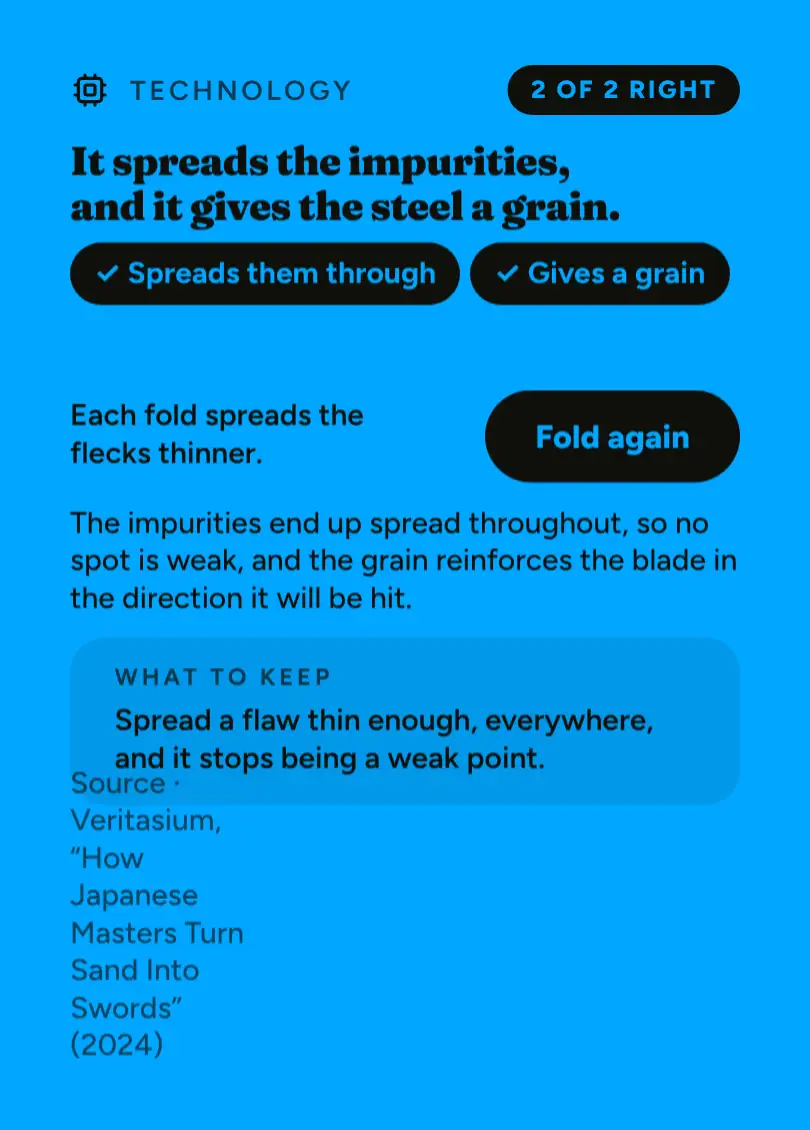 TECHNOLOGY
2 OF 2 RIGHT
It spreads the impurities,
and it gives the steel a grain.
✓ Spreads them through
✓ Gives a grain
Each fold spreads the
flecks thinner.
Fold again
The impurities end up spread throughout, so no
spot is weak, and the grain reinforces the blade in
the direction it will be hit.
WHAT TO KEEP
Spread a flaw thin enough, everywhere,
and it stops being a weak point.
Source ·
Veritasium,
“How
Japanese
Masters Turn
Sand Into
Swords”
(2024)